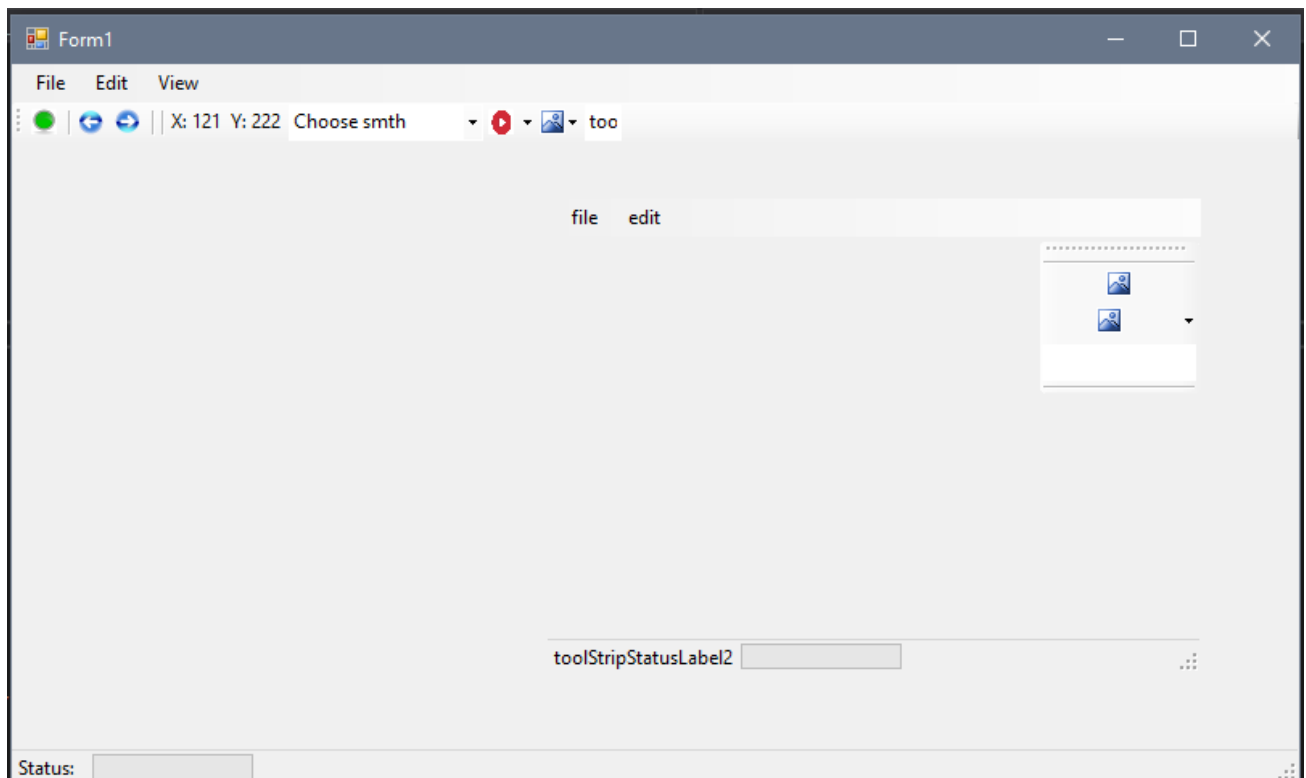 Form1
File Edit View
X: 121 Y: 222 Choose smth too
file edit
toolStripStatusLabel2
Status: